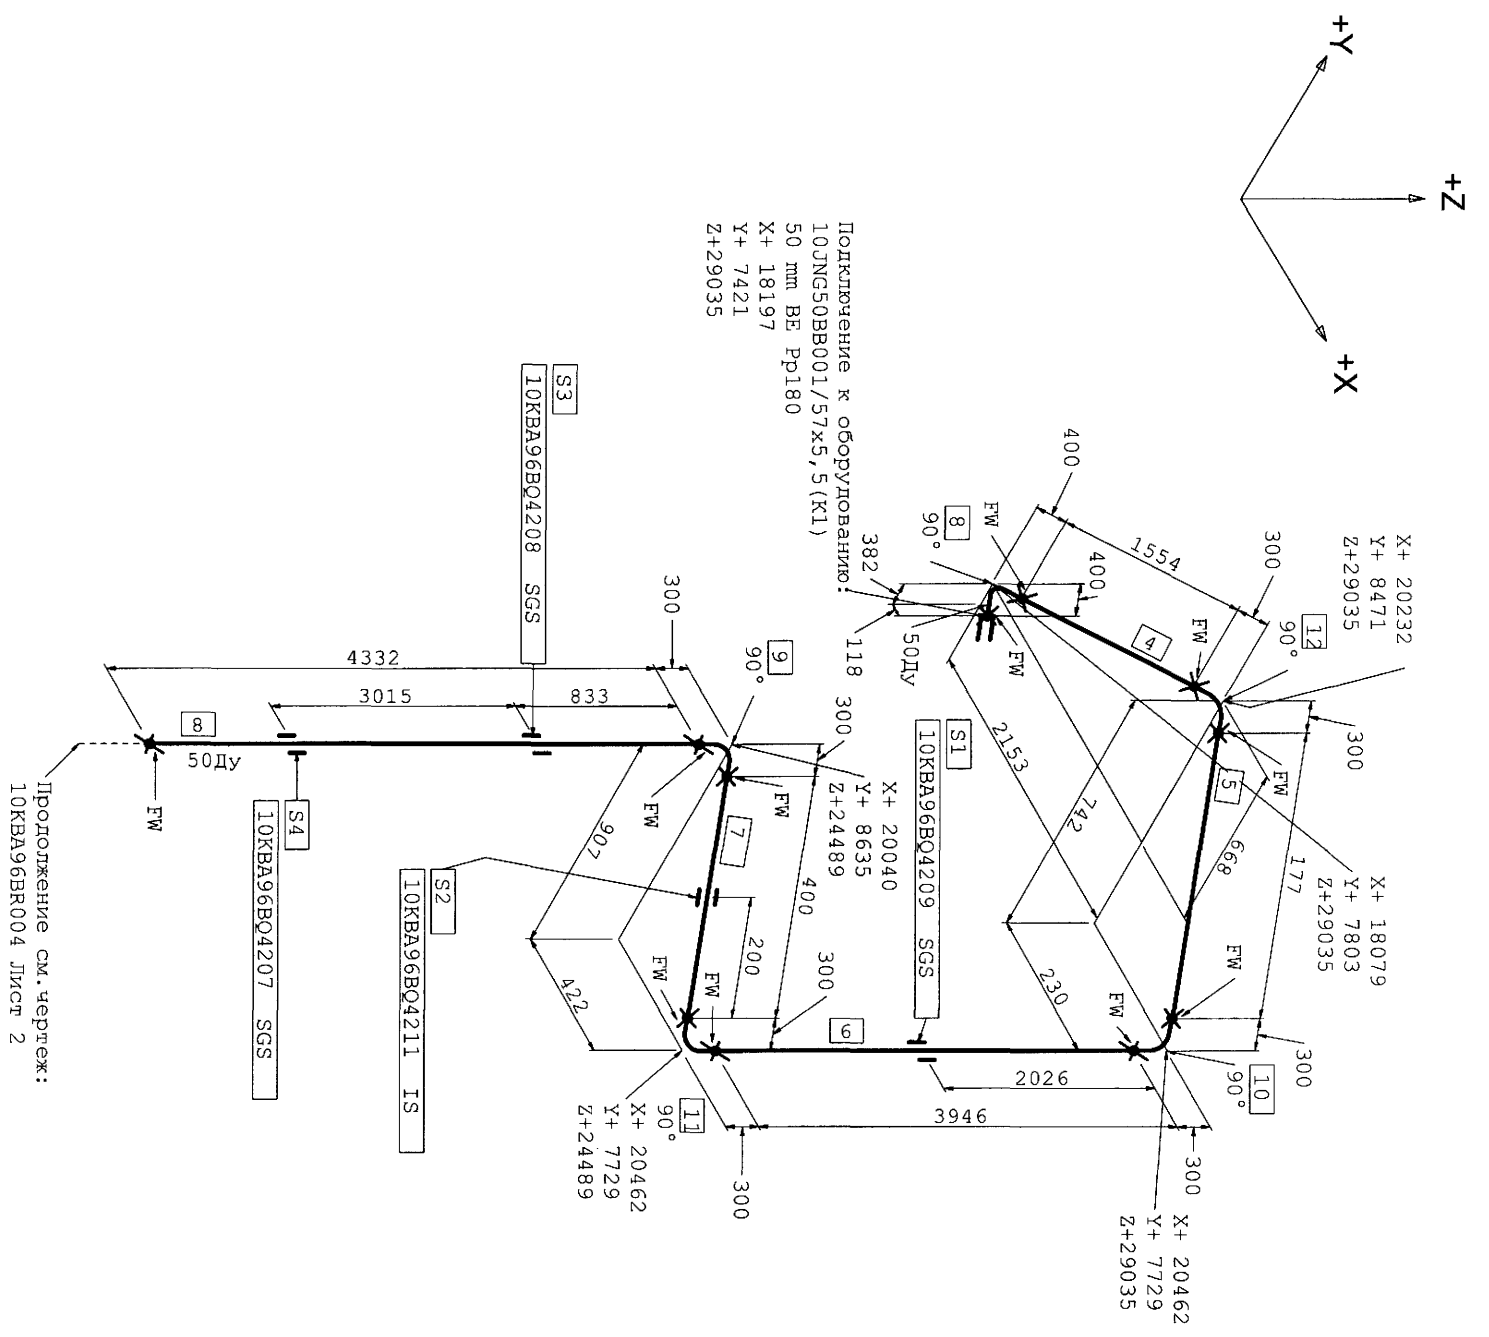 +Y
+Z
+X
Подключение к оборудованию:
10JNG50BB001/57x5,5(K1)
50 mm BE Pp180
X+ 18197
Y+ 7421
Z+29035
X+ 20232
Y+ 8471
Z+29035
X+ 18079
Y+ 7803
Z+29035
X+ 20462
Y+ 7729
Z+29035
X+ 20040
Y+ 8635
Z+24489
X+ 20462
Y+ 7729
Z+24489
400
1554
300
400
382
118
50Ду
8
90°
FW
FW
4
FW
12
90°
300
FW
5
177
668
742
2153
230
FW
300
10
90°
FW
300
2026
3946
300
6
S1
10KBA96BQ4209 SGS
S3
10KBA96BQ4208 SGS
300
4332
3015
833
9
90°
300
FW
FW
7
400
200
300
907
422
FW
FW
11
90°
S2
10KBA96BQ4211 IS
S4
10KBA96BQ4207 SGS
8
50Ду
FW
Продолжение см.чертеж:
10KBA96BR004 Лист 2